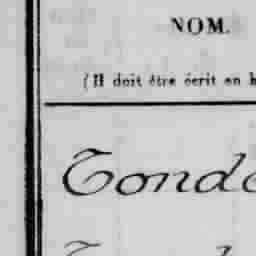 NOM.
(Il doit être écrit en
Tond